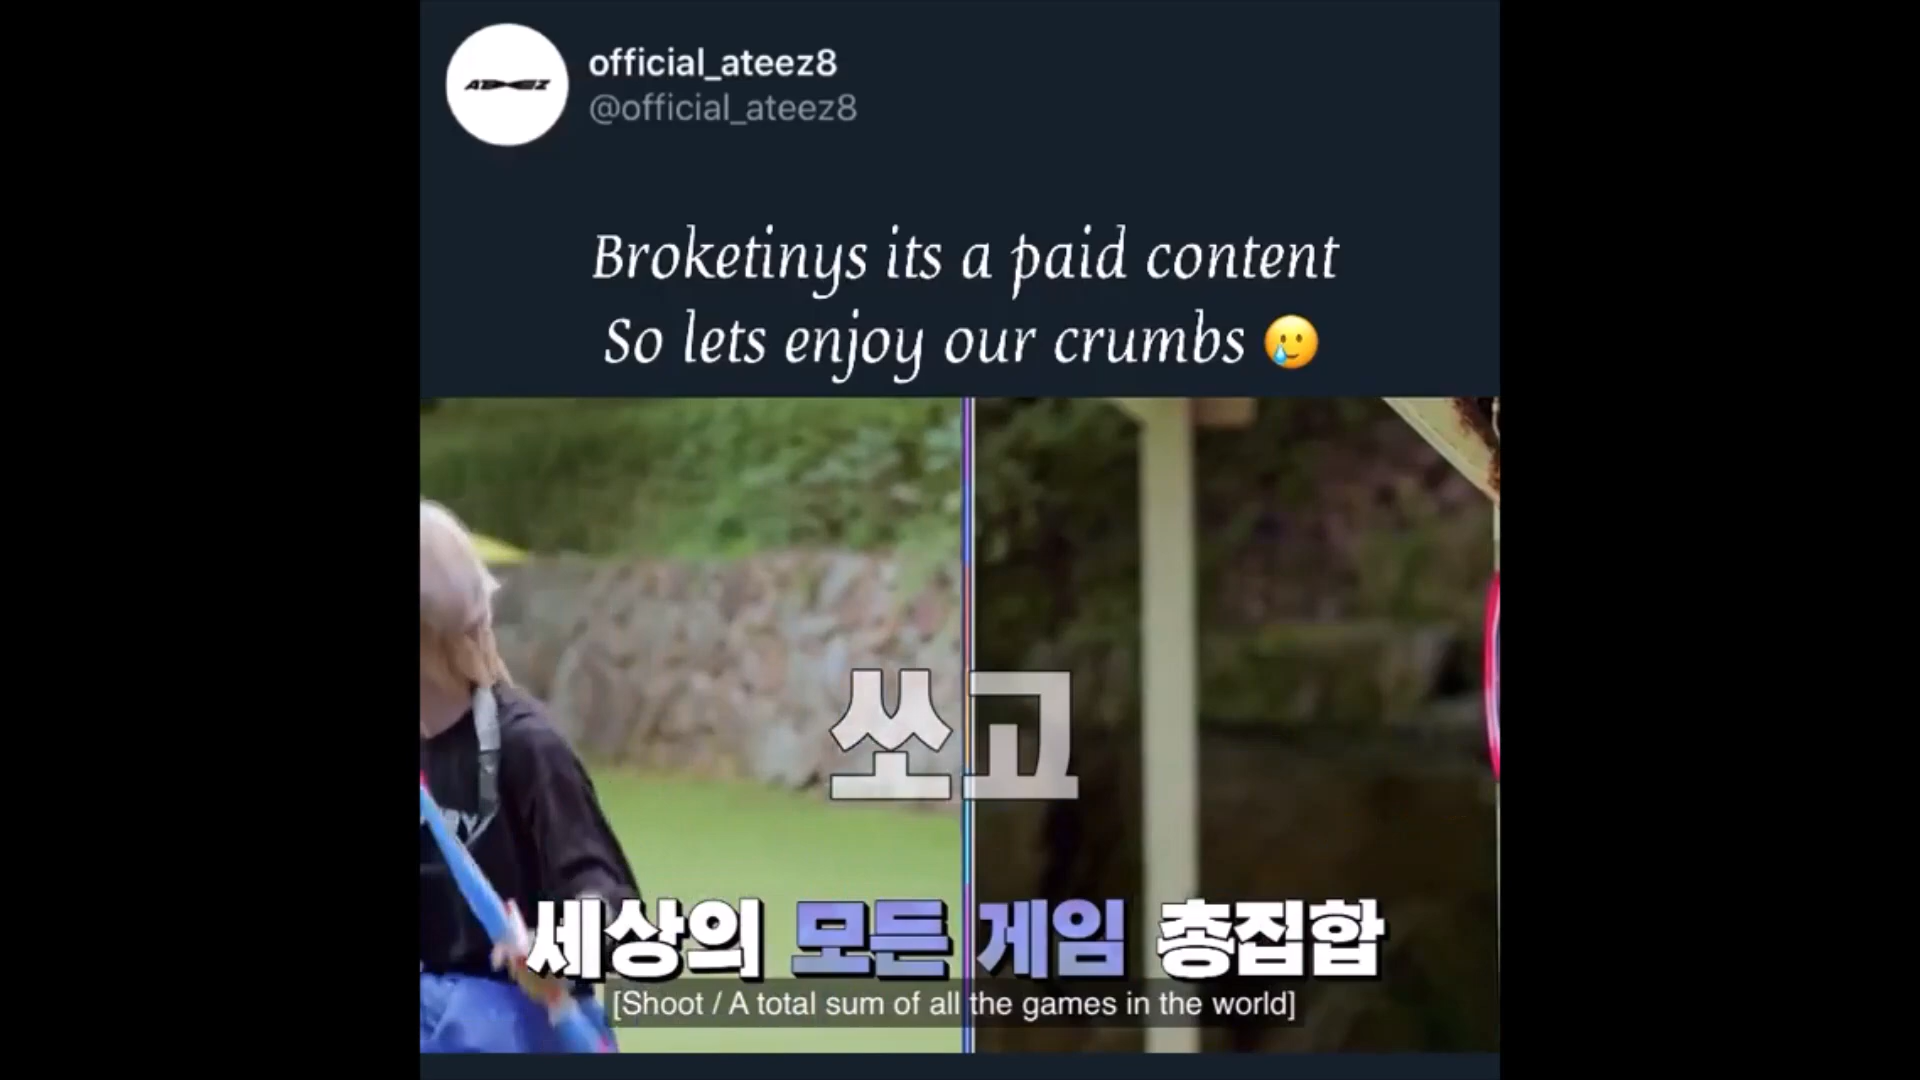 ATEEZ
official_ateez8
@official_ateez8
Broketinys its a paid content
So lets enjoy our crumbs 🥲
쏘고
세상의 모든 게임 총집합
[Shoot / A total sum of all the games in the world]